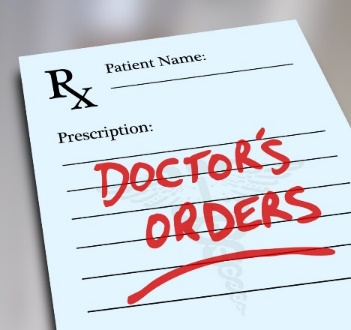 Rx
Patient Name:
Prescription:
DOCTOR'S
ORDERS